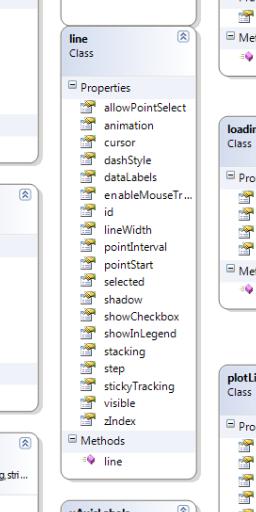 line
Class
Properties
allowPointSelect
animation
cursor
dashStyle
dataLabels
enableMouseTr...
id
lineWidth
pointInterval
pointStart
selected
shadow
showCheckbox
showInLegend
stacking
step
stickyTracking
visible
zIndex
Methods
line
Met
loadin
Class
Pro
Met
plotLi
Class
Pro
g,stri...